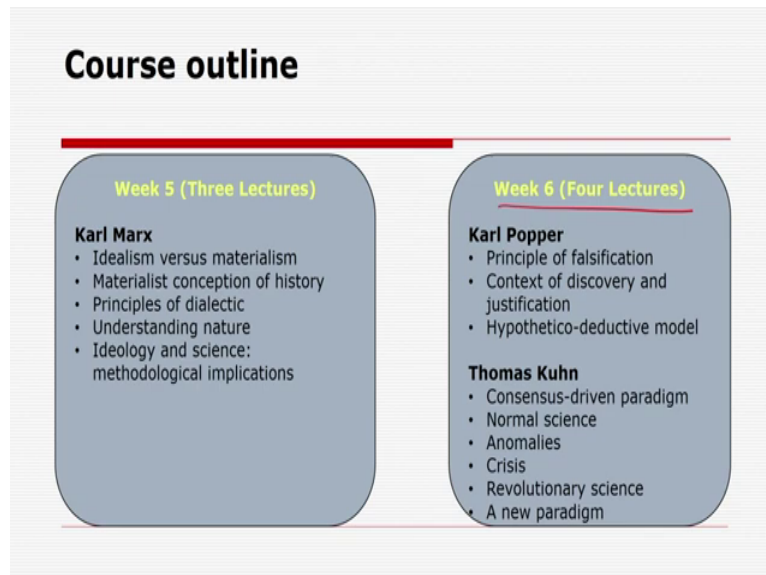 Course outline
Week 5 (Three Lectures)
Karl Marx
• Idealism versus materialism
• Materialist conception of history
• Principles of dialectic
• Understanding nature
• Ideology and science:
methodological implications
Week 6 (Four Lectures)
Karl Popper
• Principle of falsification
• Context of discovery and
justification
• Hypothetico-deductive model
Thomas Kuhn
• Consensus-driven paradigm
• Normal science
• Anomalies
• Crisis
• Revolutionary science
• A new paradigm